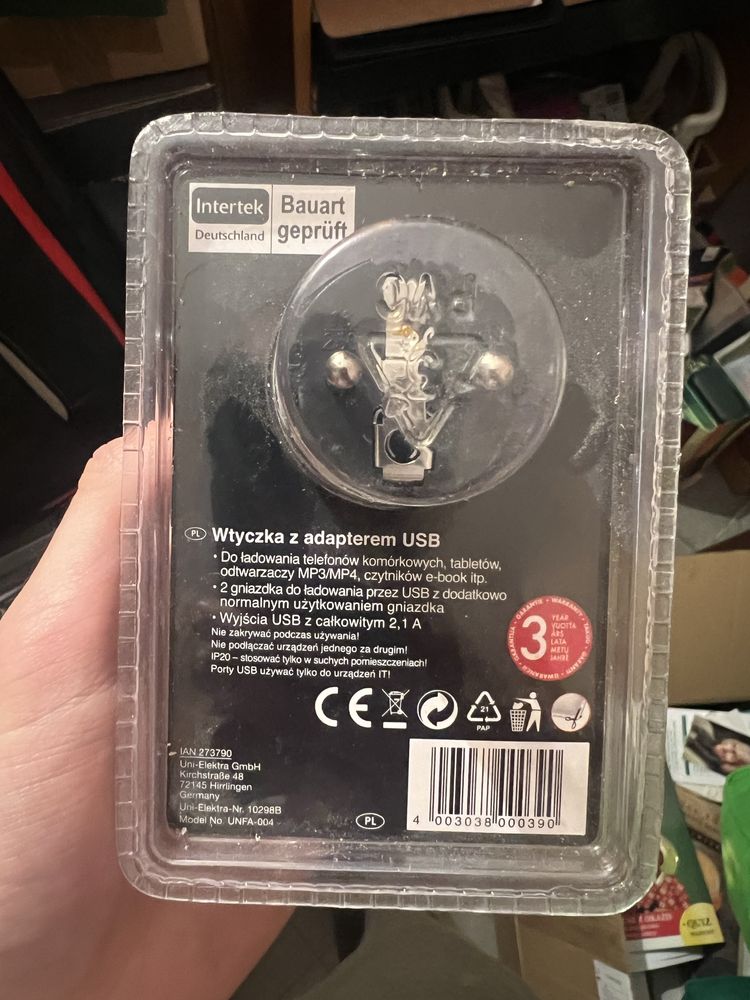 Intertek
Deutschland
Bauart
geprüft
PL
Wtyczka z adapterem USB
• Do ładowania telefonów komórkowych, tabletów,
odtwarzaczy MP3/MP4, czytników e-book itp.
• 2 gniazdka do ładowania przez USB z dodatkowo
normalnym użytkowaniem gniazdka
• Wyjścia USB z całkowitym 2,1 A
Nie zakrywać podczas używania!
Nie podłączać urządzeń jednego za drugim!
IP20 – stosować tylko w suchych pomieszczeniach!
Porty USB używać tylko do urządzeń IT!
3
YEAR
VUOTTA
ÅRS
LATA
METŲ
JAHRE
CE
21
PAP
IAN 273790
Uni-Elektra GmbH
Kirchstraße 48
72145 Hirrlingen
Germany
Uni-Elektra-Nr. 10298B
Model No UNFA-004
PL
4 003038 000390